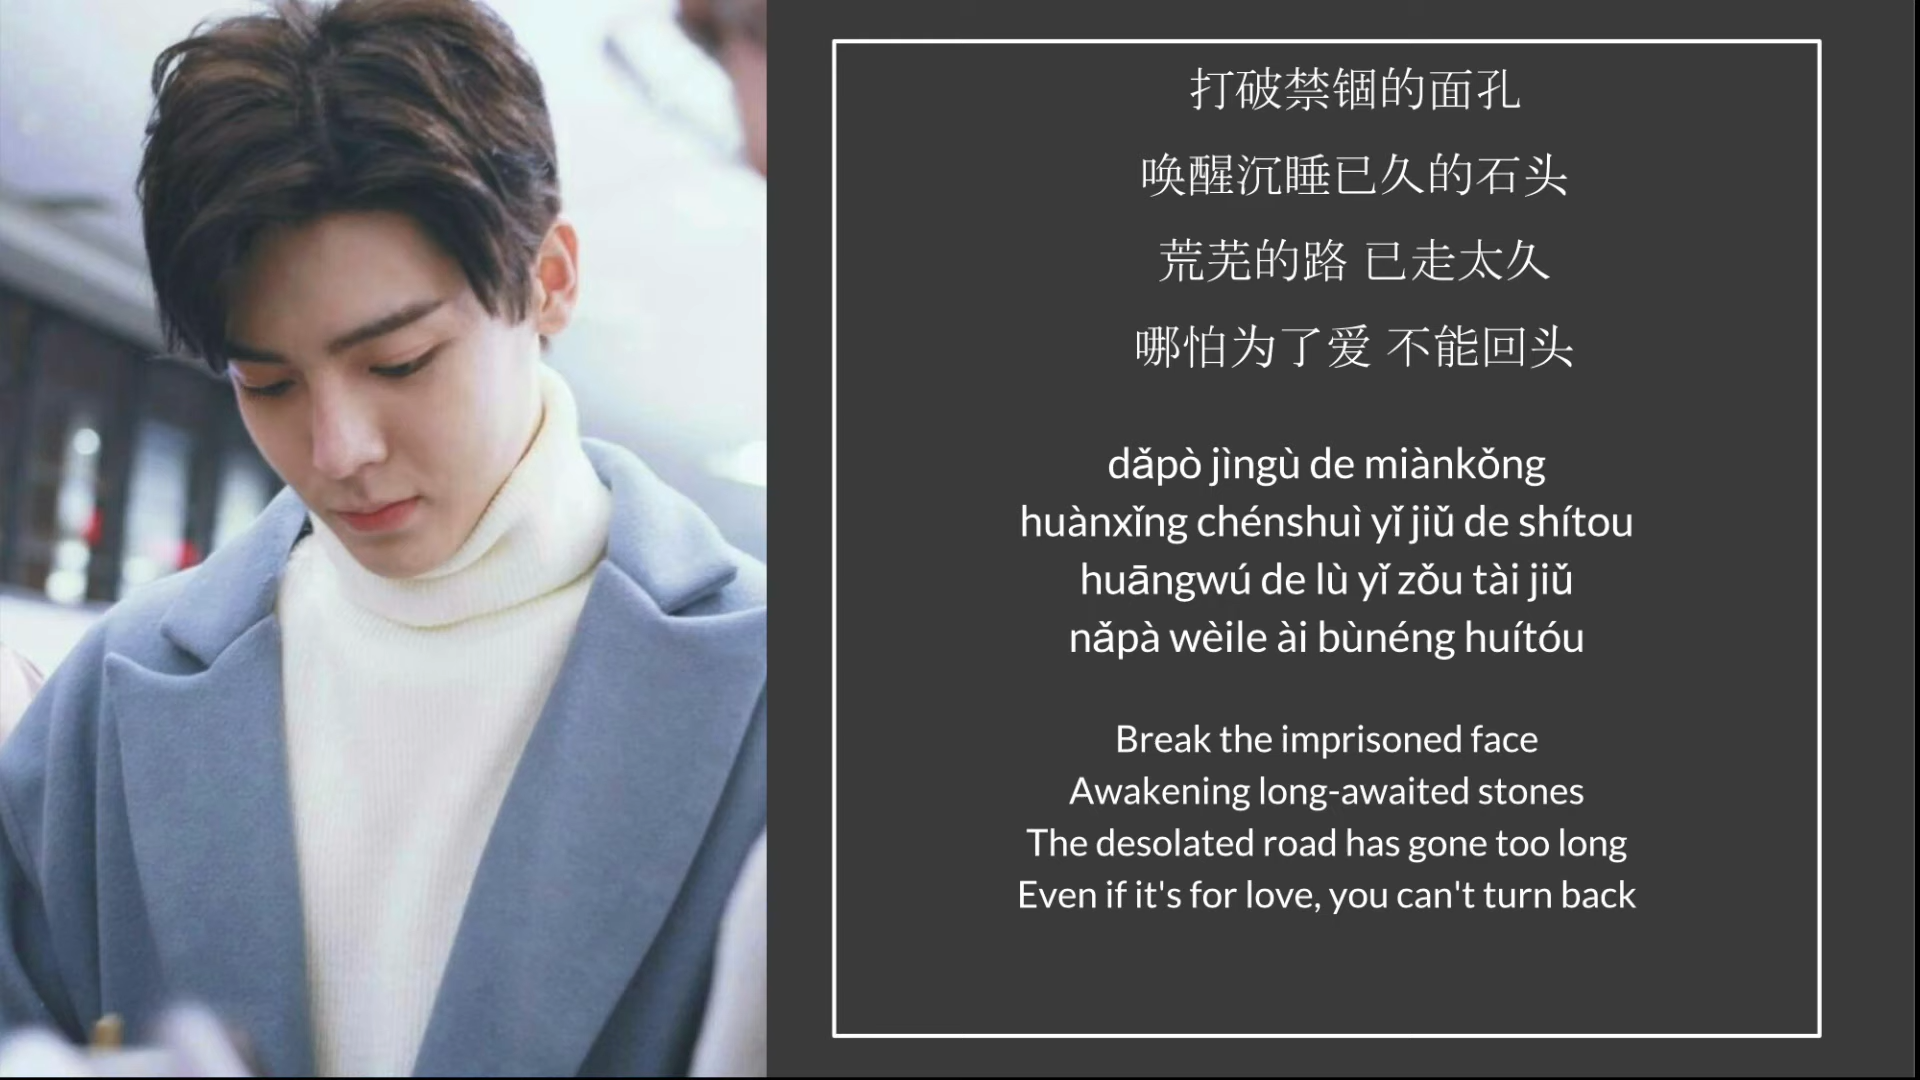 打破禁锢的面孔
唤醒沉睡已久的石头
荒芜的路 已走太久
哪怕为了爱 不能回头
dǎpò jìngù de miànkǒng
huànxǐng chénshuì yǐ jiǔ de shítou
huāngwú de lù yǐ zǒu tài jiǔ
nǎpà wèile ài bùnéng huítóu
Break the imprisoned face
Awakening long-awaited stones
The desolated road has gone too long
Even if it's for love, you can't turn back